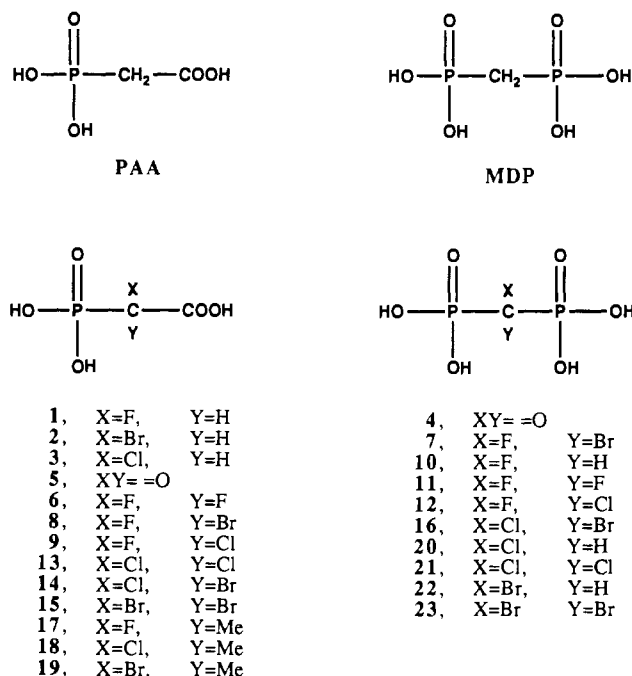 O O O
HO—P—CH₂—COOH HO—P—CH₂—P—OH
OH OH OH
PAA MDP
O X O X O
HO—P—C—COOH HO—P—C—P—OH
Y Y
OH OH OH
1, X=F, Y=H
2, X=Br, Y=H
3, X=Cl, Y=H
5, XY= =O
6, X=F, Y=F
8, X=F, Y=Br
9, X=F, Y=Cl
13, X=Cl, Y=Cl
14, X=Cl, Y=Br
15, X=Br, Y=Br
17, X=F, Y=Me
18, X=Cl, Y=Me
19, X=Br, Y=Me
4, XY= =O
7, X=F, Y=Br
10, X=F, Y=H
11, X=F, Y=F
12, X=F, Y=Cl
16, X=Cl, Y=Br
20, X=Cl, Y=H
21, X=Cl, Y=Cl
22, X=Br, Y=H
23, X=Br Y=Br